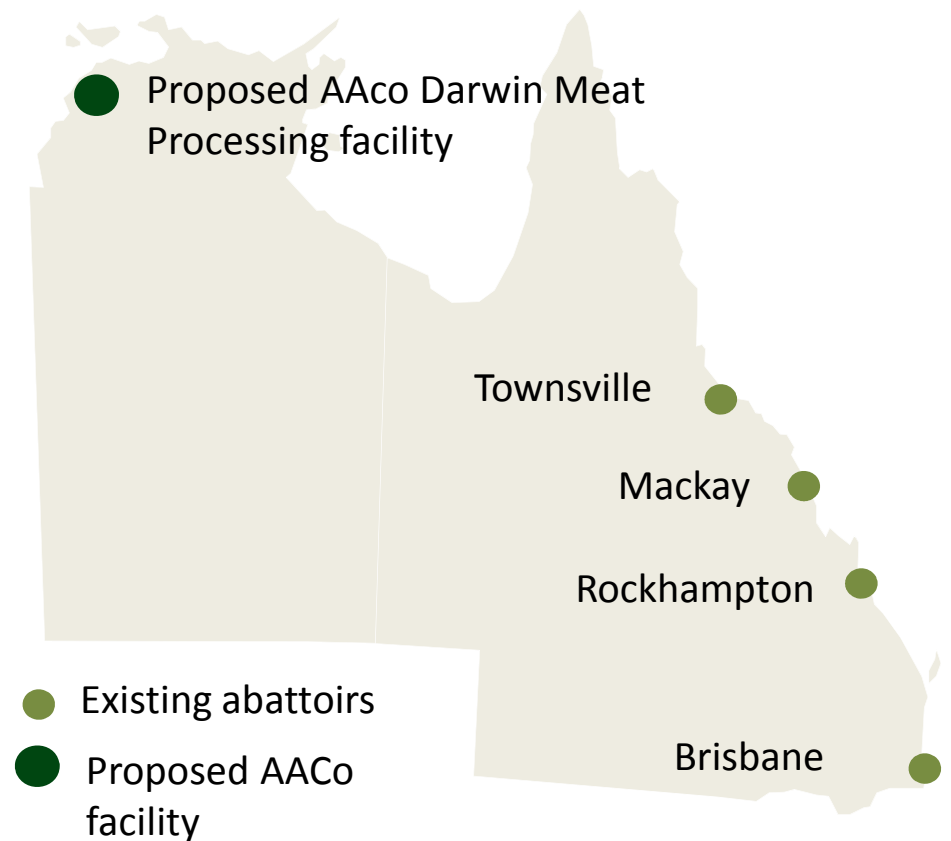 Proposed AAco Darwin Meat
Processing facility
Townsville
Mackay
Rockhampton
Existing abattoirs
Brisbane
Proposed AACo
facility